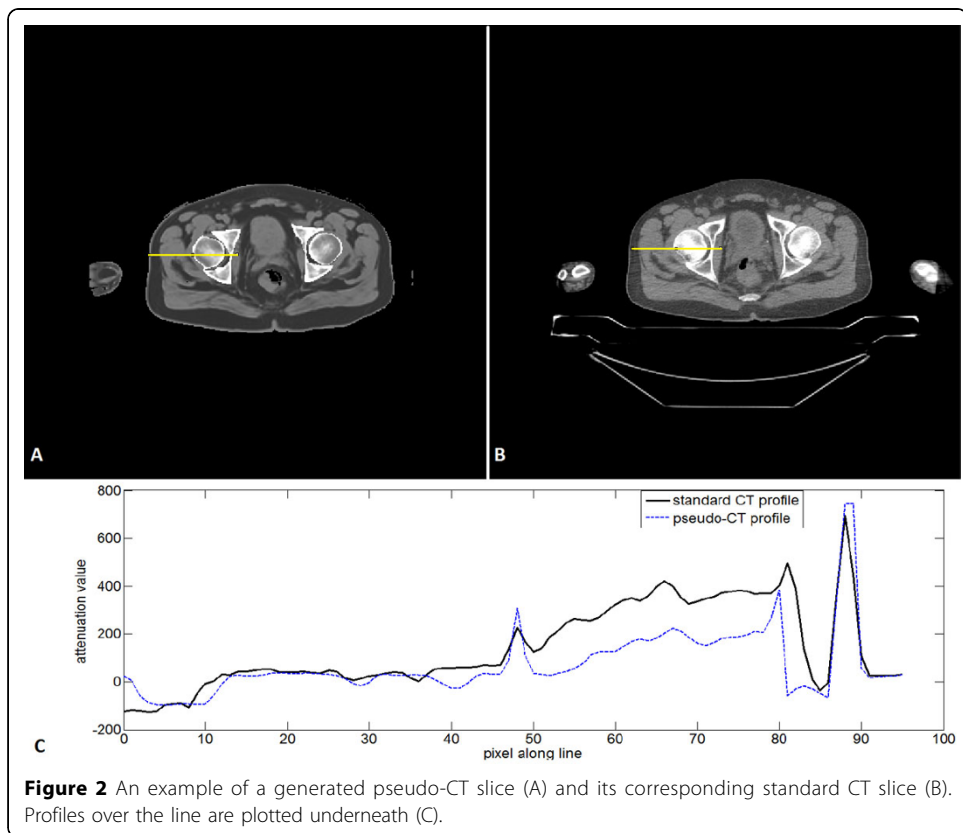 A
B
800
600
400
200
0
-200
attenuation value
standard CT profile
pseudo-CT profile
0 10 20 30 40 50 60 70 80 90 100
pixel along line
C
Figure 2 An example of a generated pseudo-CT slice (A) and its corresponding standard CT slice (B).
Profiles over the line are plotted underneath (C).